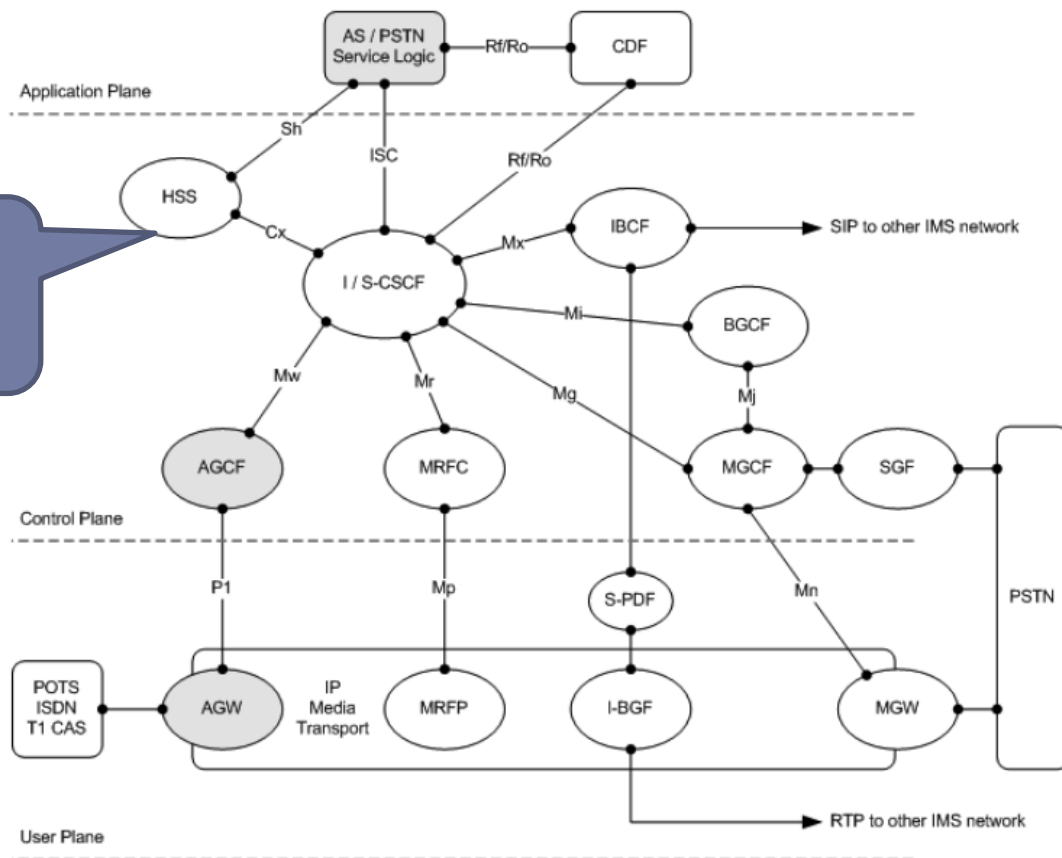 AS / PSTN
Service Logic
Rf/Ro
CDF
Application Plane
Sh
ISC
Rf/Ro
HSS
Cx
I / S-CSCF
Mx
IBCF
SIP to other IMS network
Mi
BGCF
Mw
Mr
Mg
Mj
AGCF
MRFC
MGCF
SGF
Control Plane
P1
Mp
S-PDF
Mn
PSTN
POTS
ISDN
T1 CAS
AGW
IP
Media
Transport
MRFP
I-BGF
MGW
RTP to other IMS network
User Plane